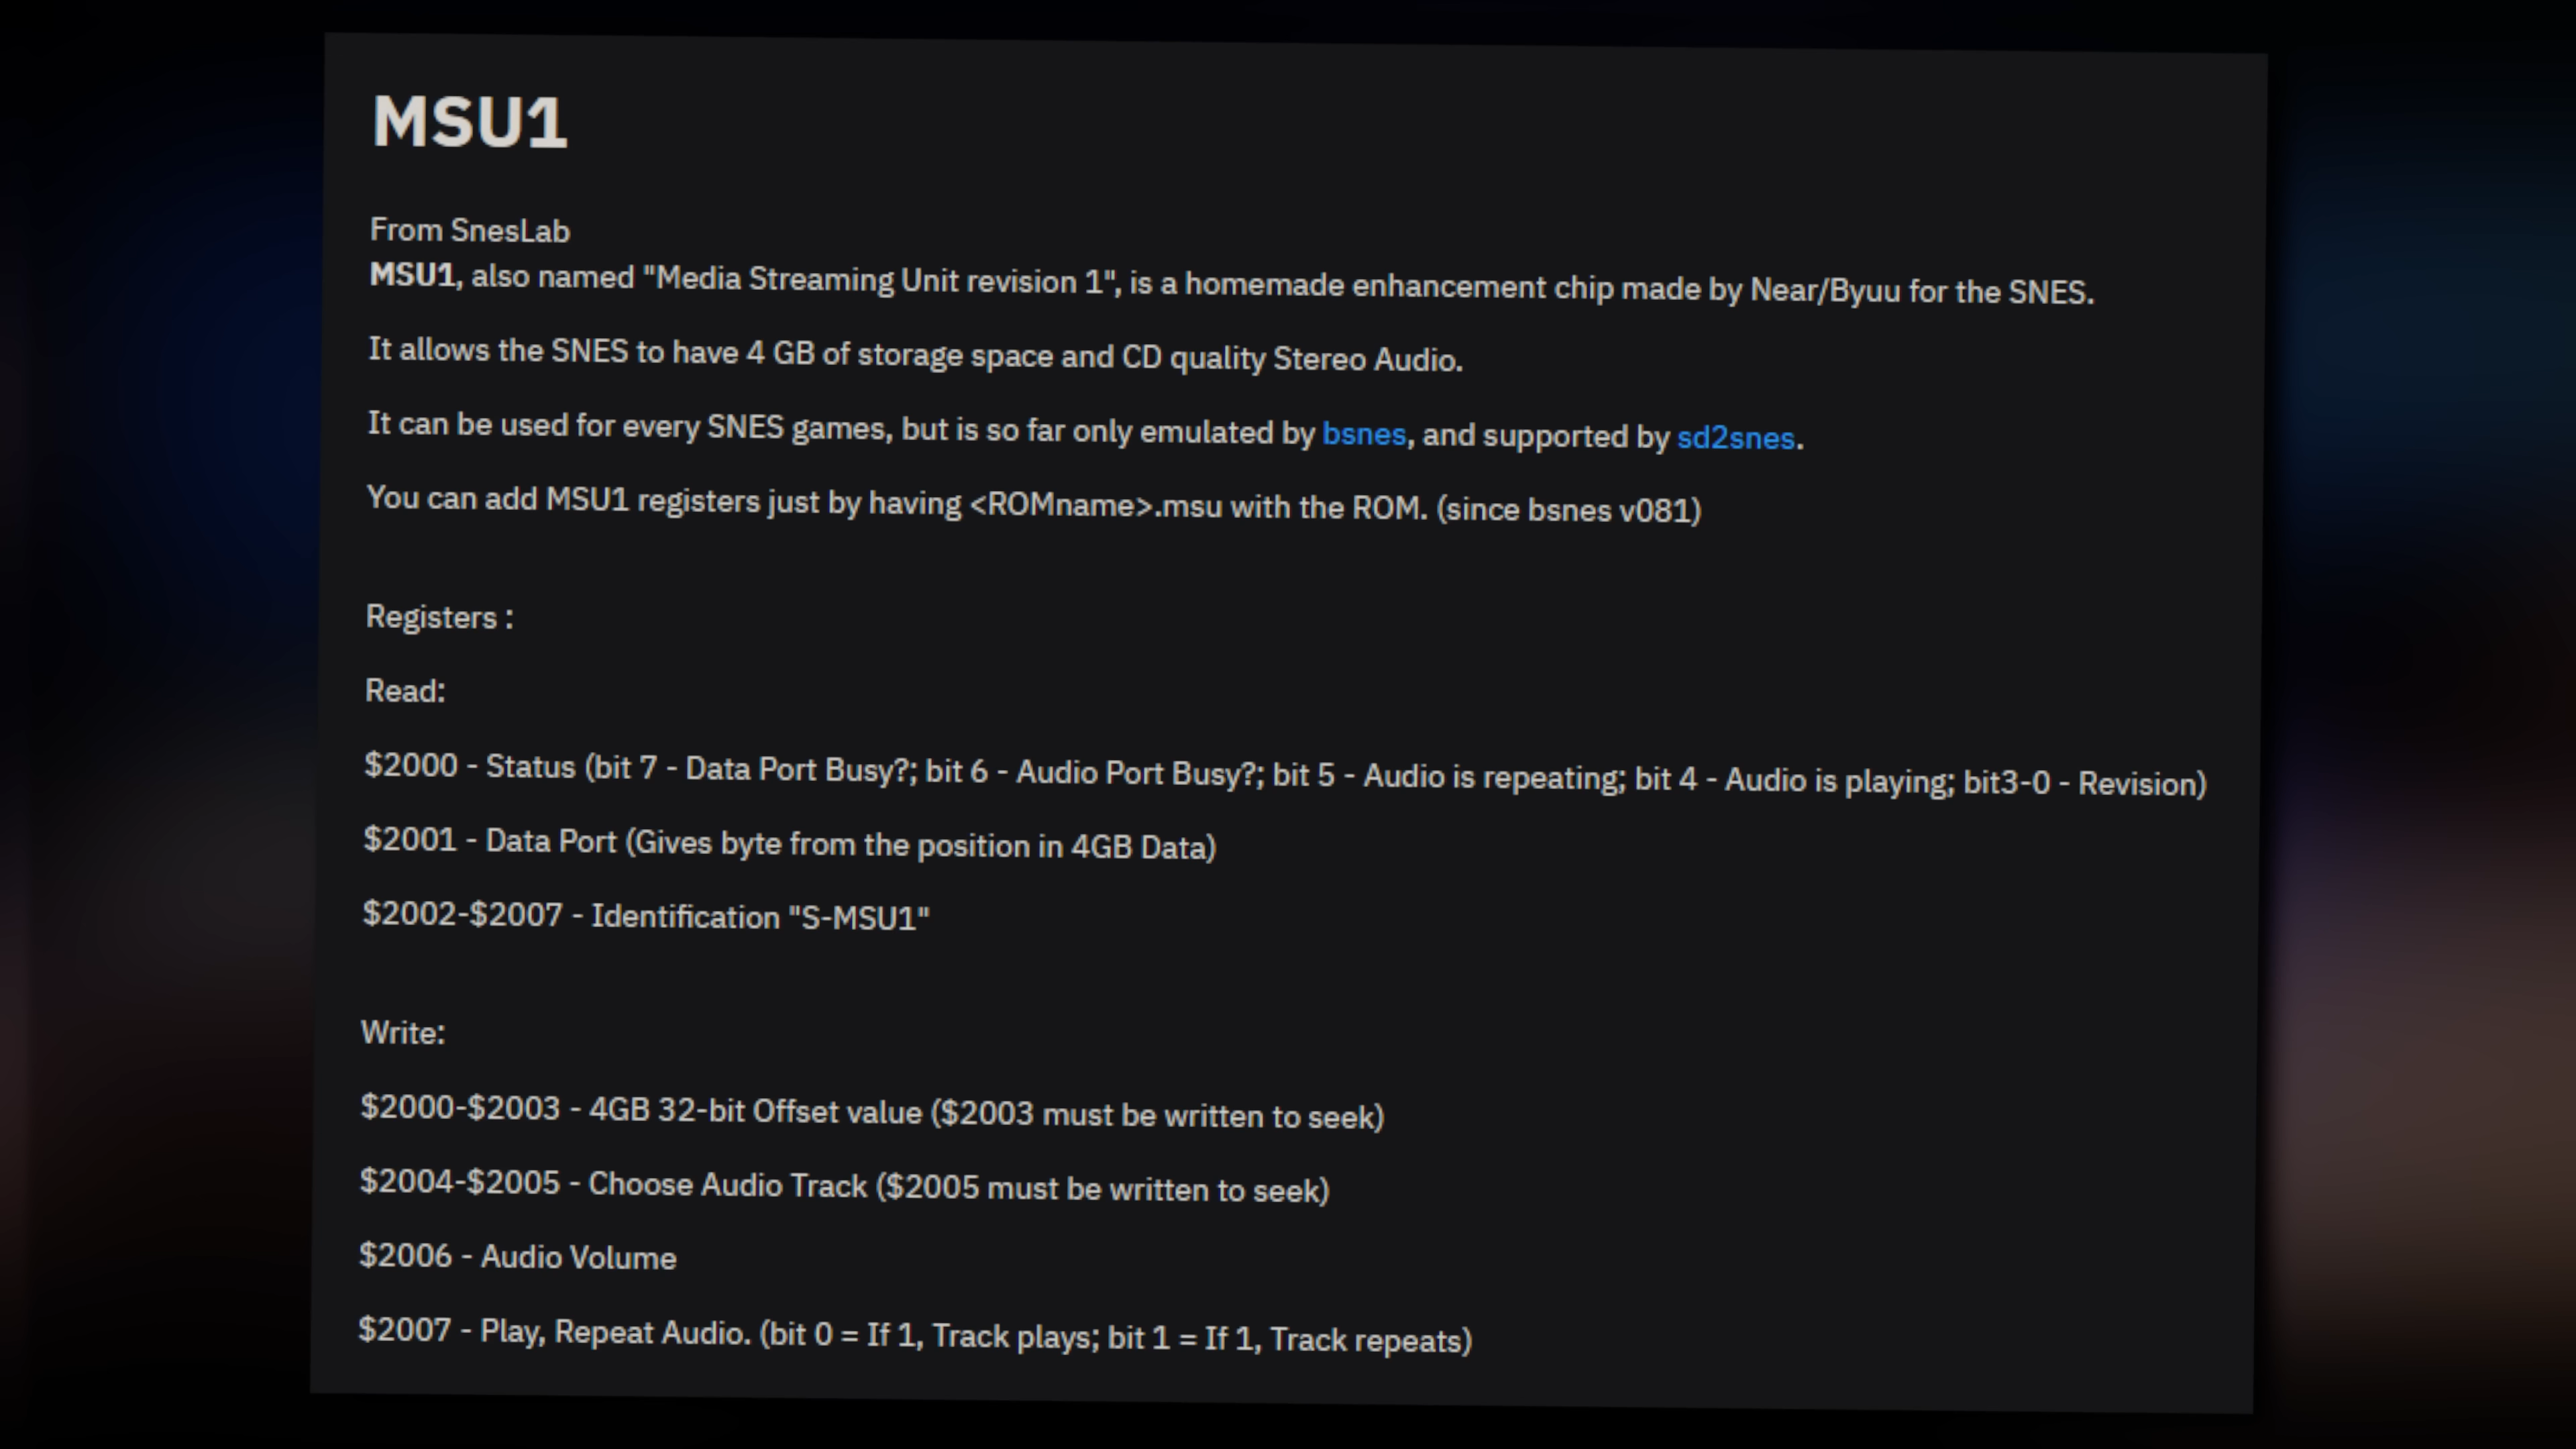 MSU1
From SnesLab
MSU1, also named "Media Streaming Unit revision 1", is a homemade enhancement chip made by Near/Byuu for the SNES.
It allows the SNES to have 4 GB of storage space and CD quality Stereo Audio.
It can be used for every SNES games, but is so far only emulated by bsnes, and supported by sd2snes.
You can add MSU1 registers just by having <ROMname>.msu with the ROM. (since bsnes v081)
Registers :
Read:
$2000 - Status (bit 7 - Data Port Busy?; bit 6 - Audio Port Busy?; bit 5 - Audio is repeating; bit 4 - Audio is playing; bit3-0 - Revision)
$2001 - Data Port (Gives byte from the position in 4GB Data)
$2002-$2007 - Identification "S-MSU1"
Write:
$2000-$2003 - 4GB 32-bit Offset value ($2003 must be written to seek)
$2004-$2005 - Choose Audio Track ($2005 must be written to seek)
$2006 - Audio Volume
$2007 - Play, Repeat Audio. (bit 0 = If 1, Track plays; bit 1 = If 1, Track repeats)